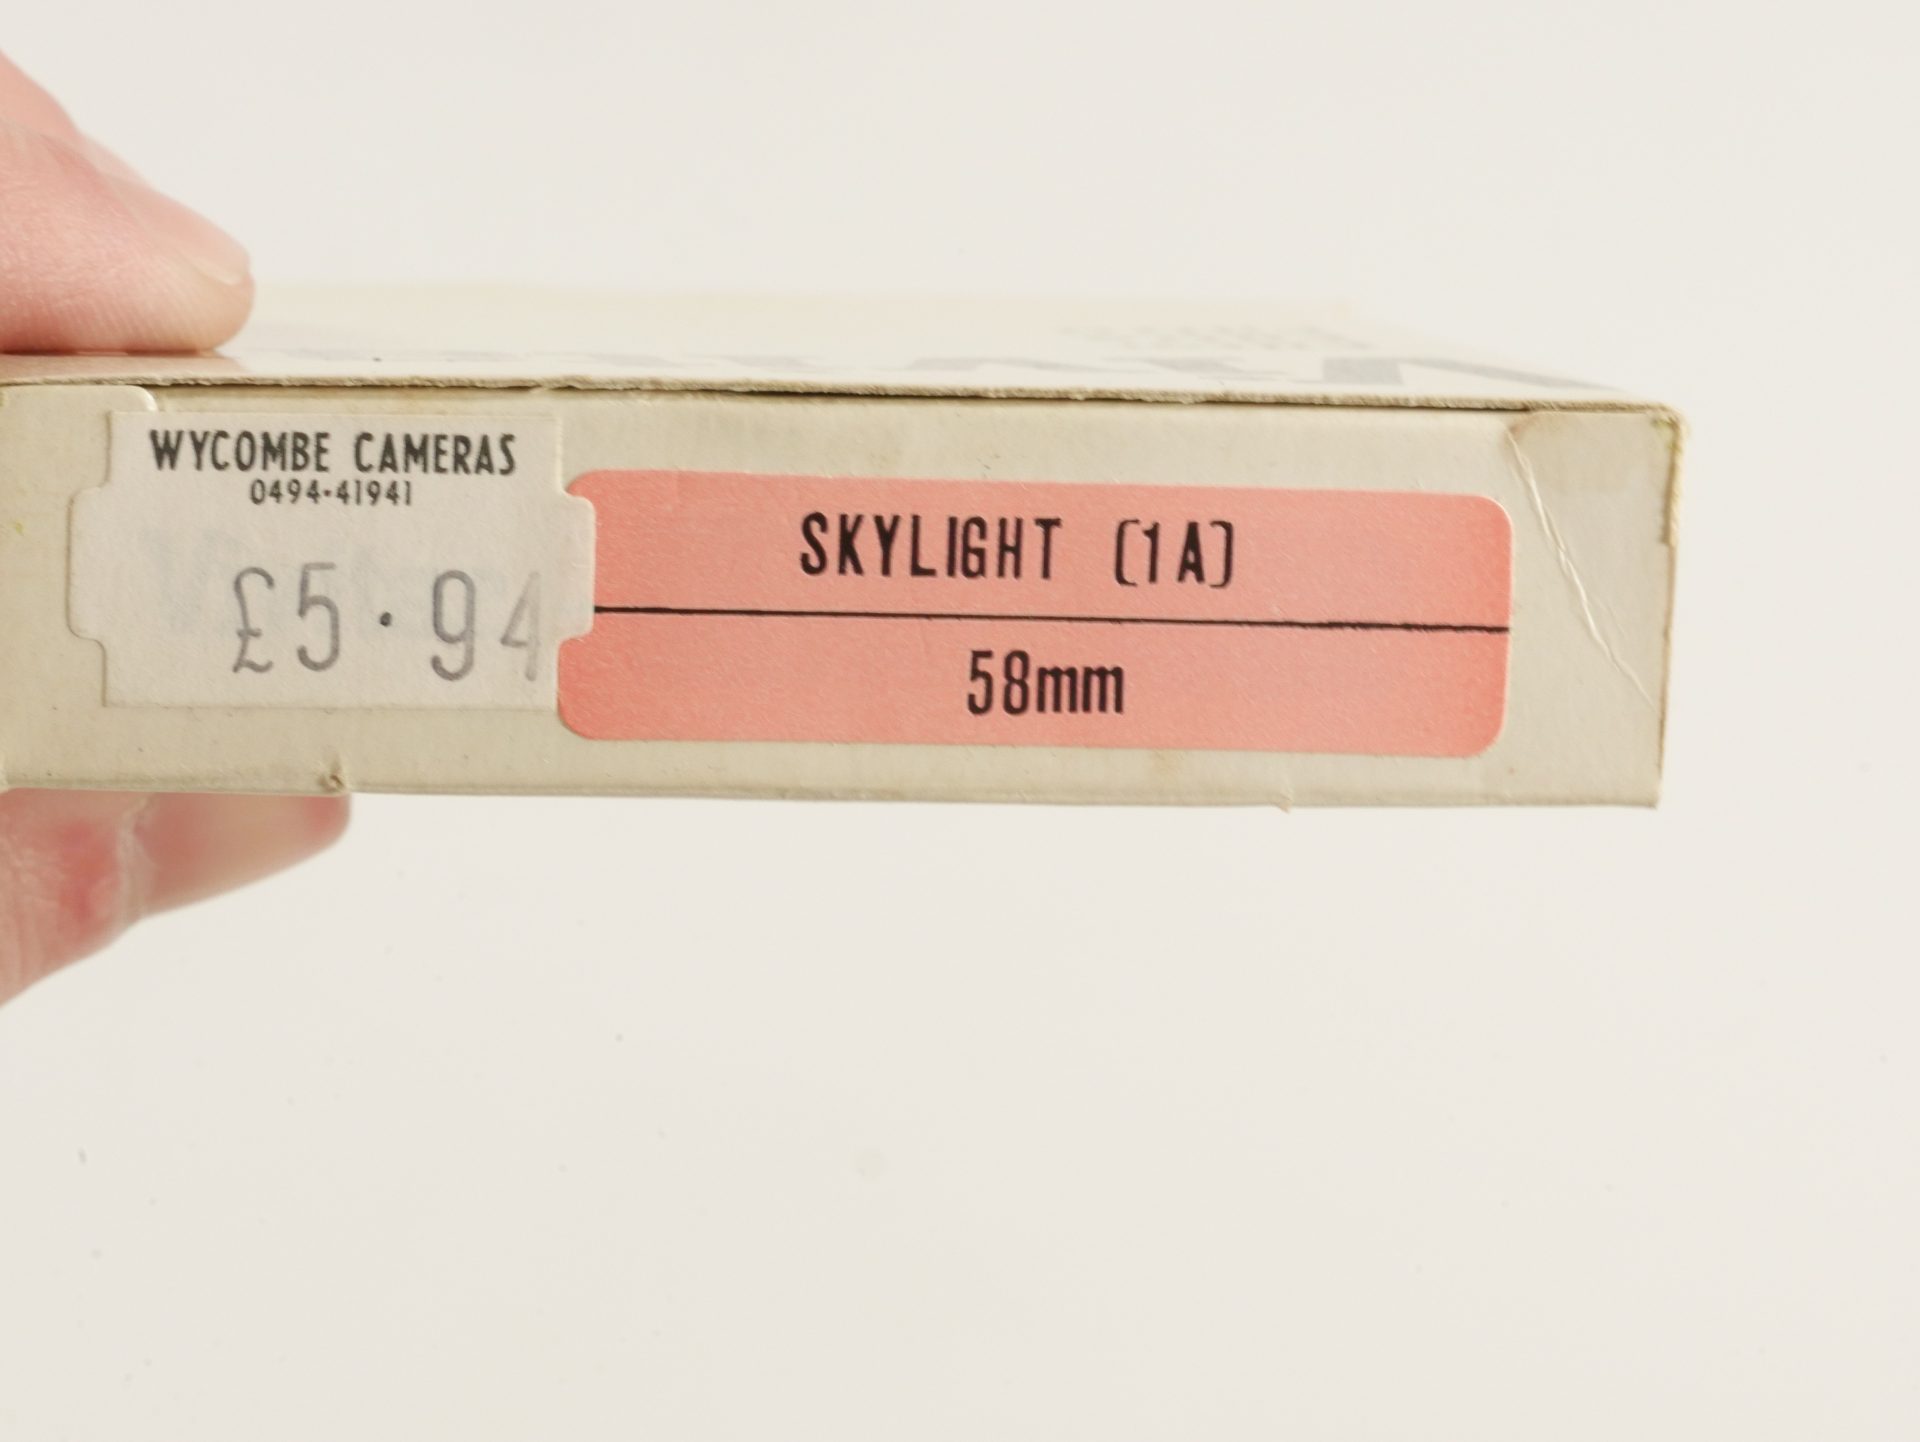 WYCOMBE CAMERAS
0494-41941
£5·94
SKYLIGHT (1A)
58mm